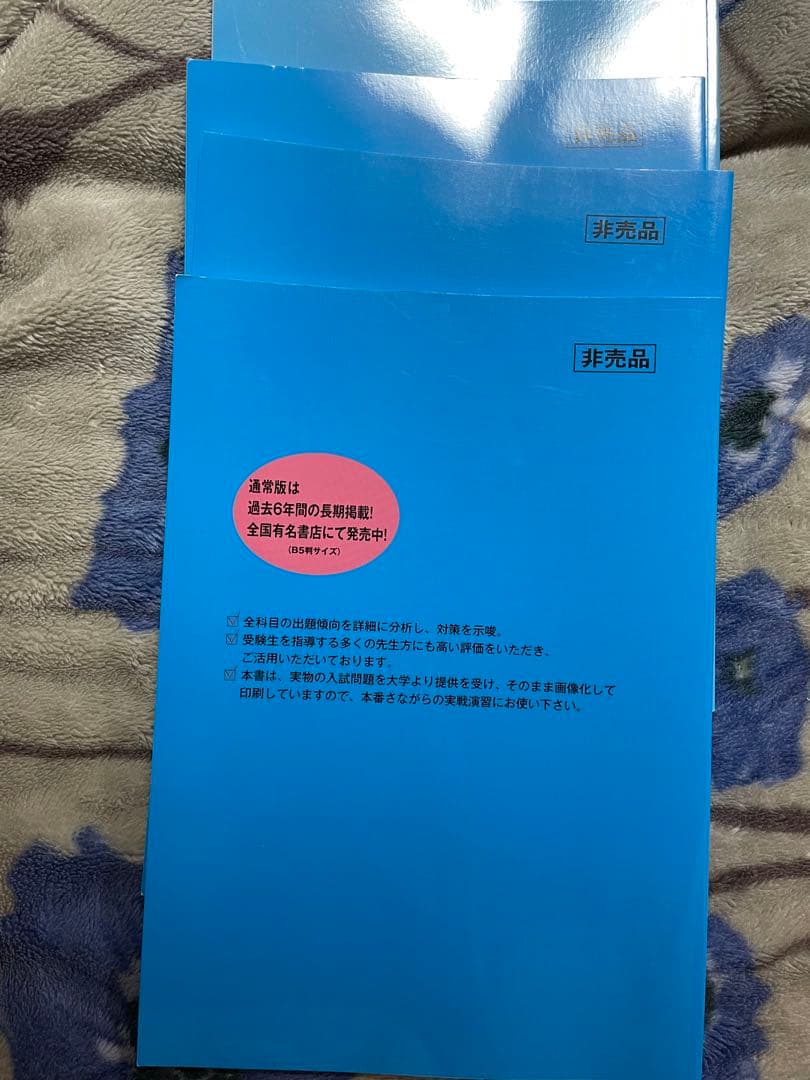 非売品
非売品
非売品
通常版は
過去6年間の長期掲載!
全国有名書店にて発売中!
(B5判サイズ)
全科目の出題傾向を詳細に分析し、対策を示唆。
受験生を指導する多くの先生方にも高い評価をいただき、
ご活用いただいております。
本書は、実物の入試問題を大学より提供を受け、そのまま画像化して
印刷していますので、本番さながらの実戦演習にお使い下さい。